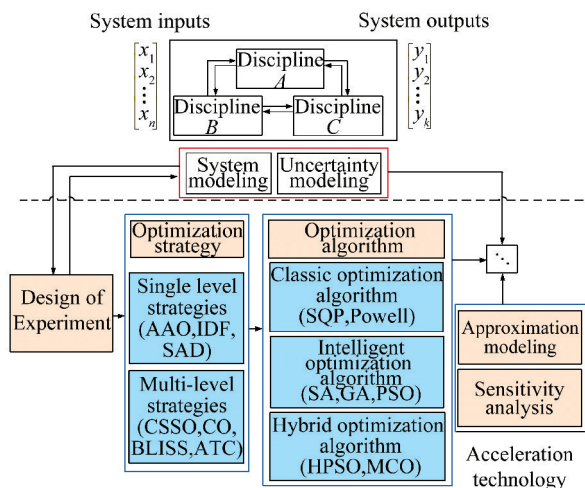 System inputs
System outputs
x1
x2
⋮
xn
Discipline
A
Discipline
B
Discipline
C
y1
y2
⋮
yk
System
modeling
Uncertainty
modeling
Optimization
strategy
Optimization
algorithm
Design of
Experiment
Single level
strategies
(AAO,IDF,
SAD)
Multi-level
strategies
(CSSO,CO,
BLISS,ATC)
Classic optimization
algorithm
(SQP,Powell)
Intelligent
optimization
algorithm
(SA,GA,PSO)
Hybrid optimization
algorithm
(HPSO,MCO)
⋱
Approximation
modeling
Sensitivity
analysis
Acceleration
technology